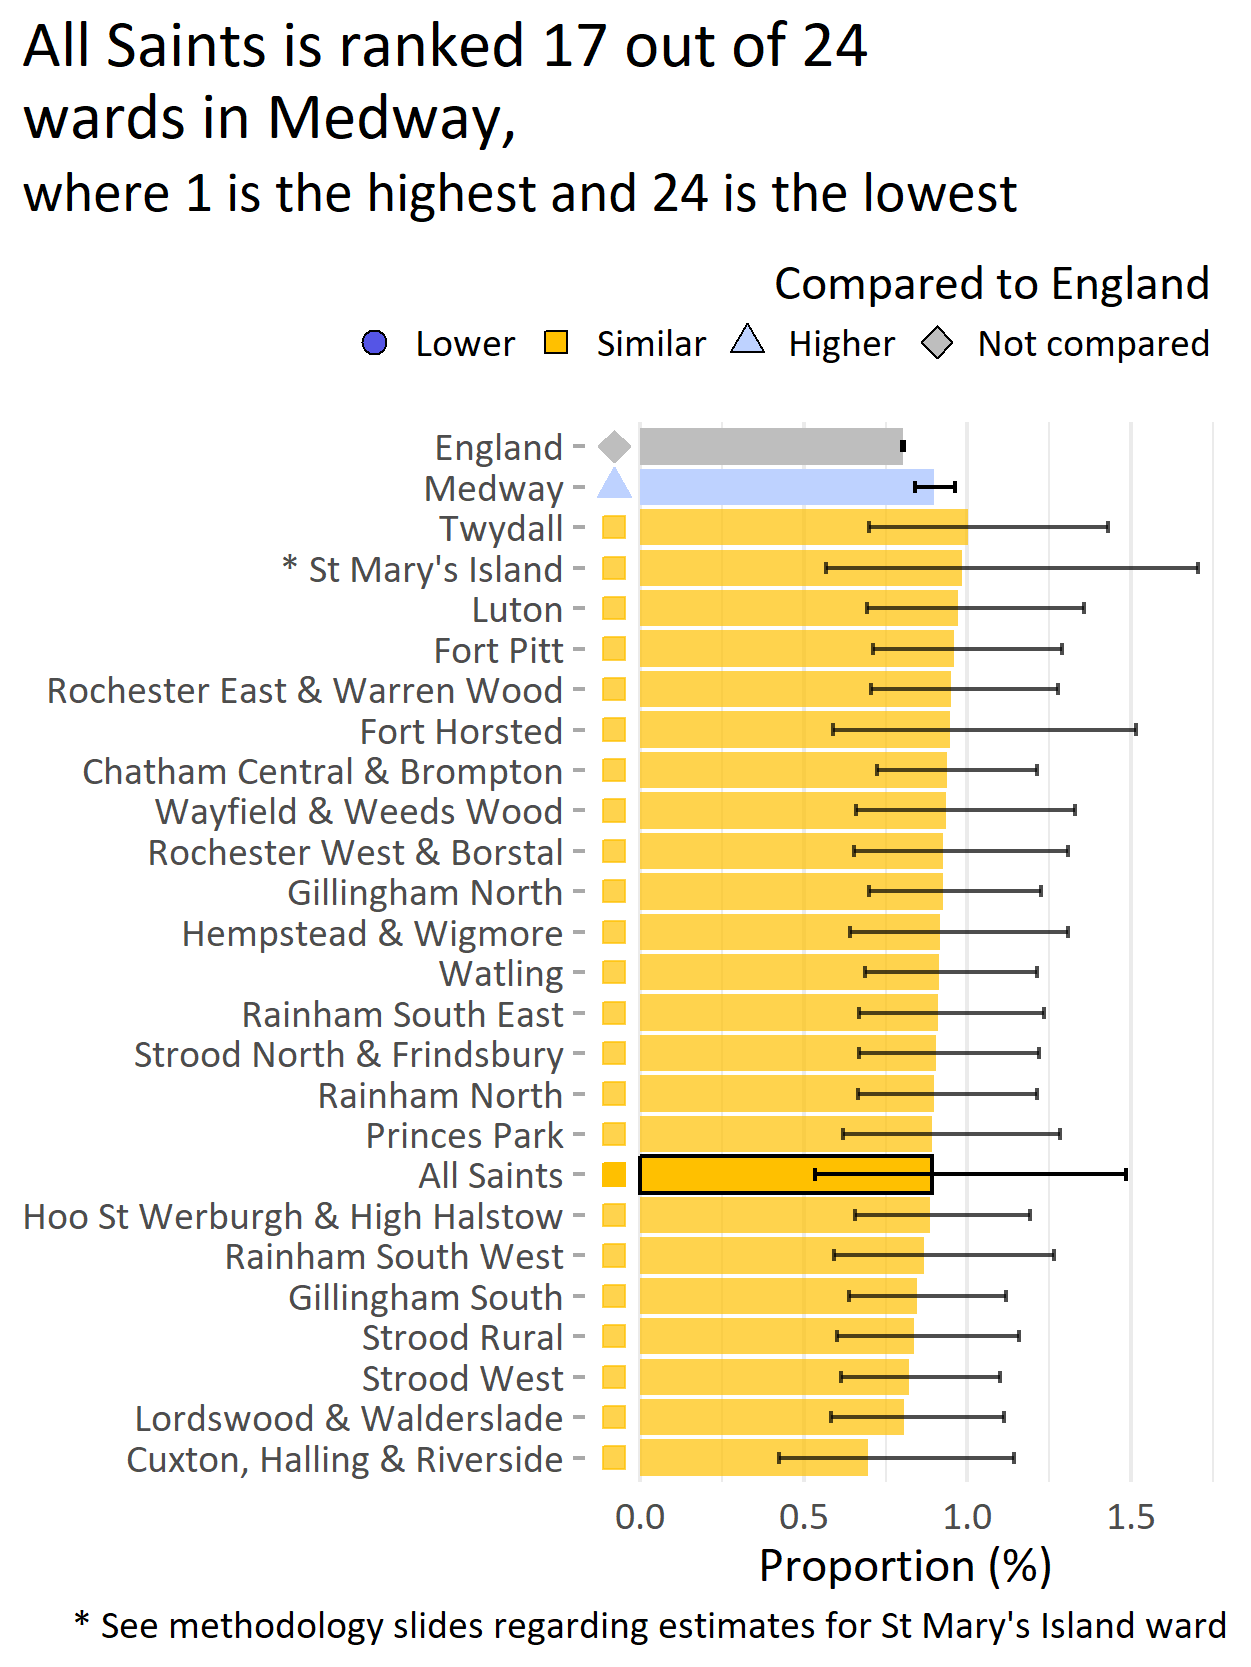 All Saints is ranked 17 out of 24
wards in Medway,
where 1 is the highest and 24 is the lowest
Compared to England
Lower Similar Higher Not compared
England
Medway
Twydall
* St Mary's Island
Luton
Fort Pitt
Rochester East & Warren Wood
Fort Horsted
Chatham Central & Brompton
Wayfield & Weeds Wood
Rochester West & Borstal
Gillingham North
Hempstead & Wigmore
Watling
Rainham South East
Strood North & Frindsbury
Rainham North
Princes Park
All Saints
Hoo St Werburgh & High Halstow
Rainham South West
Gillingham South
Strood Rural
Strood West
Lordswood & Walderslade
Cuxton, Halling & Riverside
0.0 0.5 1.0 1.5
Proportion (%)
* See methodology slides regarding estimates for St Mary's Island ward